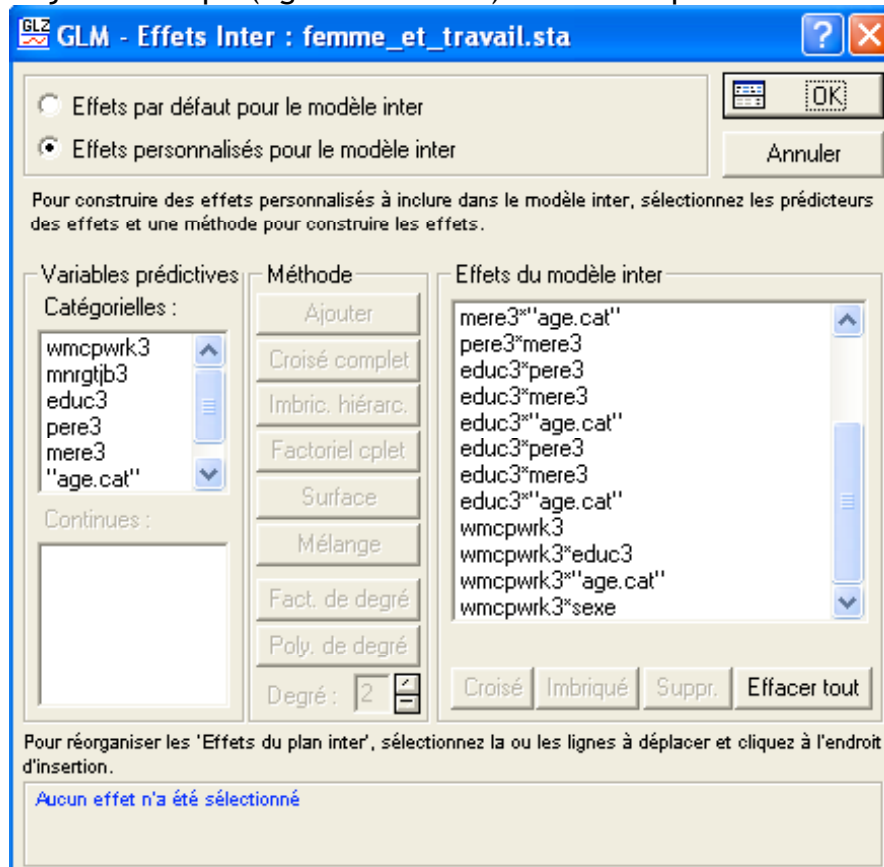 GLZ
GLM - Effets Inter : femme_et_travail.sta
Effets par défaut pour le modèle inter
Effets personnalisés pour le modèle inter
OK
Annuler
Pour construire des effets personnalisés à inclure dans le modèle inter, sélectionnez les prédicteurs
des effets et une méthode pour construire les effets.
Variables prédictives
Catégorielles :
wmcpwrk3
mnrgtjb3
educ3
pere3
mere3
"age.cat"
Continues :
Méthode
Ajouter
Croisé complet
Imbric. hiérarc.
Factoriel cplet
Surface
Mélange
Fact. de degré
Poly. de degré
Degré : 2
Effets du modèle inter
mere3*"age.cat"
pere3*mere3
educ3*pere3
educ3*mere3
educ3*"age.cat"
educ3*pere3
educ3*mere3
educ3*"age.cat"
wmcpwrk3
wmcpwrk3*educ3
wmcpwrk3*"age.cat"
wmcpwrk3*sexe
Croisé Imbriqué Suppr. Effacer tout
Pour réorganiser les 'Effets du plan inter', sélectionnez la ou les lignes à déplacer et cliquez à l'endroit
d'insertion.
Aucun effet n'a été sélectionné